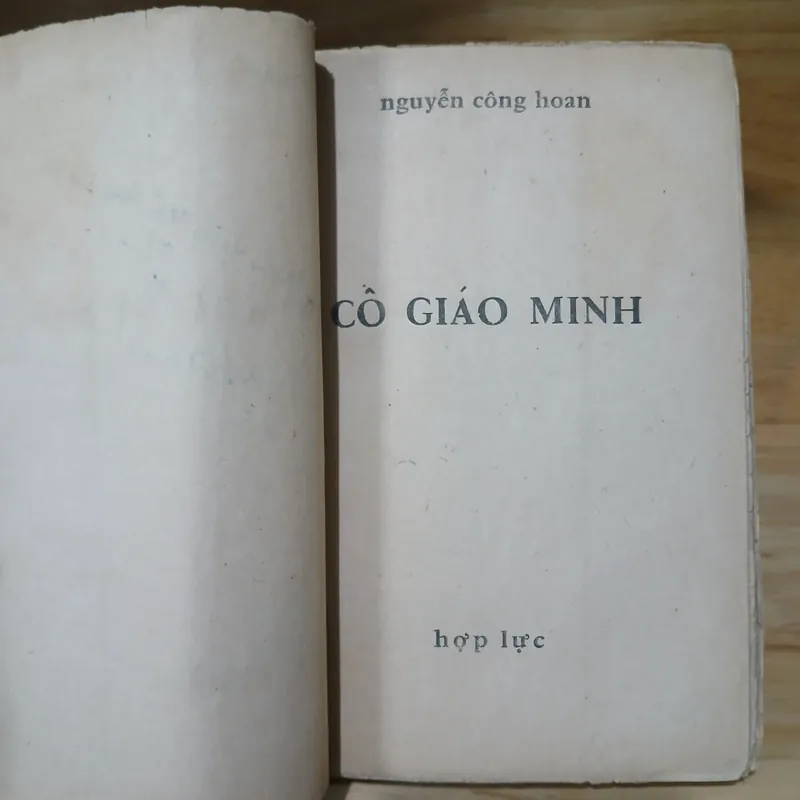 nguyễn công hoan
CÔ GIÁO MINH
hợp lực